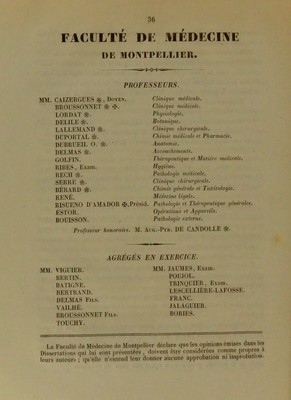 36
FACULTÉ DE MÉDECINE
DE MONTPELLIER.
PROFESSEURS.
MM. CAIZERGUES ✻, Doyen. Clinique médicale.
BROUSSONNET ✻ ✠. Clinique médicale.
LORDAT ✻. Physiologie.
DELILE ✻. Botanique.
LALLEMAND ✻. Clinique chirurgicale.
DUPORTAL ✻. Chimie médicale et Pharmacie.
DUBRUEIL O. ✻. Anatomie.
DELMAS ✻. Accouchements.
GOLFIN. Thérapeutique et Matière médicale.
RIBES, Exam. Hygiène.
RECH ✻. Pathologie médicale.
SERRE ✻. Clinique chirurgicale.
BÉRARD ✻. Chimie générale et Toxicologie.
RENÉ. Médecine légale.
RISUENO D'AMADOR ✠, Présid. Pathologie et Thérapeutique générales.
ESTOR. Opérations et Appareils.
BOUISSON. Pathologie externe.
Professeur honoraire. M. Aug.-Pyr. DE CANDOLLE ✻.
AGRÉGÉS EN EXERCICE.
MM. VIGUIER. MM. JAUMES, Exam.
BERTIN. POUJOL.
BATIGNE. TRINQUIER, Exam.
BERTRAND. LESCELLIÈRE-LAFOSSE.
DELMAS Fils. FRANC.
VAILHÉ. JALAGUIER.
BROUSSONNET Fils. BORIES.
TOUCHY.
La Faculté de Médecine de Montpellier déclare que les opinions émises dans les
Dissertations qui lui sont présentées, doivent être considérées comme propres à
leurs auteurs; qu'elle n'entend leur donner aucune approbation ni improbation.